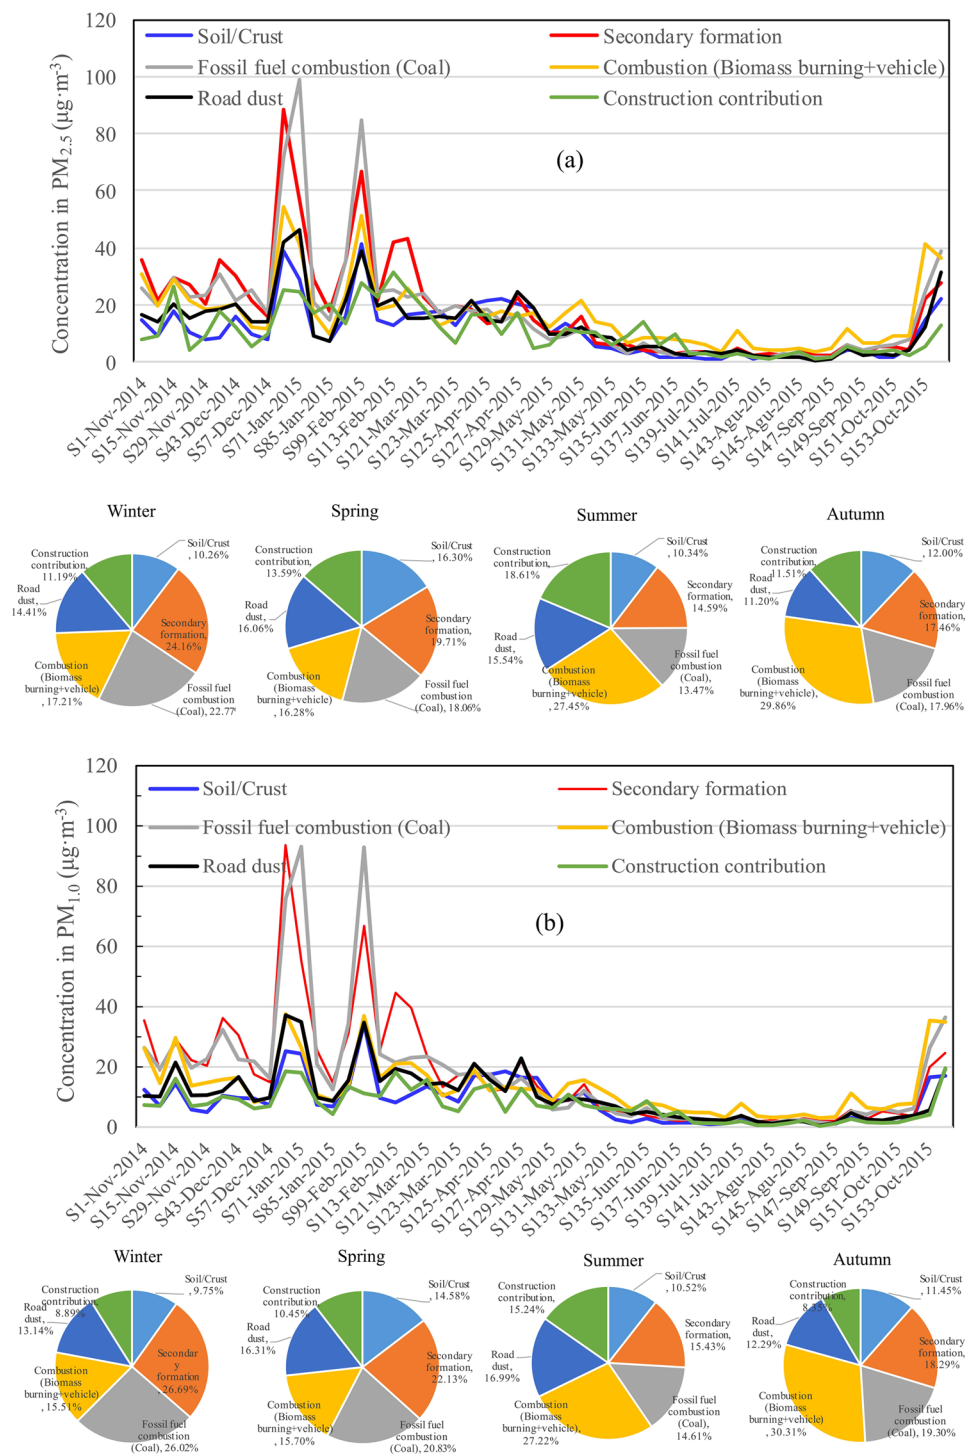 (a)
Concentration in PM2.5 (µg·m-3)
120
100
80
60
40
20
0
Soil/Crust
Secondary formation
Fossil fuel combustion (Coal)
Combustion (Biomass burning+vehicle)
Road dust
Construction contribution
S1-Nov-2014
S15-Nov-2014
S29-Nov-2014
S43-Dec-2014
S57-Dec-2014
S71-Jan-2015
S85-Jan-2015
S99-Feb-2015
S113-Feb-2015
S121-Mar-2015
S123-Mar-2015
S125-Apr-2015
S127-Apr-2015
S129-May-2015
S131-May-2015
S133-May-2015
S135-Jun-2015
S137-Jun-2015
S139-Jul-2015
S141-Jul-2015
S143-Agu-2015
S145-Agu-2015
S147-Sep-2015
S149-Sep-2015
S151-Oct-2015
S153-Oct-2015
Winter
Soil/Crust
, 10.26%
Secondary
formation,
24.16%
Fossil fuel
combustion
(Coal), 22.77
Combustion
(Biomass
burning+vehicle)
, 17.21%
Road
dust,
14.41%
Construction
contribution,
11.19%
Spring
Soil/Crust
, 16.30%
Secondary
formation,
19.71%
Fossil fuel
combustion
(Coal), 18.06%
Combustion
(Biomass
burning+vehicle)
, 16.28%
Road
dust,
16.06%
Construction
contribution,
13.59%
Summer
Soil/Crust
, 10.34%
Secondary
formation,
14.59%
Fossil fuel
combustion
(Coal),
13.47%
Combustion
(Biomass
burning+vehicle)
, 27.45%
Road
dust,
15.54%
Construction
contribution,
18.61%
Autumn
Soil/Crust
, 12.00%
Secondary
formation,
17.46%
Fossil fuel
combustion
(Coal), 17.96%
Combustion
(Biomass
burning+vehicle),
29.86%
Road
dust,
11.20%
Construction
contribution,
11.51%
(b)
Concentration in PM1.0 (µg·m-3)
120
100
80
60
40
20
0
Soil/Crust
Secondary formation
Fossil fuel combustion (Coal)
Combustion (Biomass burning+vehicle)
Road dust
Construction contribution
S1-Nov-2014
S15-Nov-2014
S29-Nov-2014
S43-Dec-2014
S57-Dec-2014
S71-Jan-2015
S85-Jan-2015
S99-Feb-2015
S113-Feb-2015
S121-Mar-2015
S123-Mar-2015
S125-Apr-2015
S127-Apr-2015
S129-May-2015
S131-May-2015
S133-May-2015
S135-Jun-2015
S137-Jun-2015
S139-Jul-2015
S141-Jul-2015
S143-Agu-2015
S145-Agu-2015
S147-Sep-2015
S149-Sep-2015
S151-Oct-2015
S153-Oct-2015
Winter
Soil/Crust
, 9.75%
Secondar
y
formation
, 26.69%
Fossil fuel
combustion
(Coal), 26.02%
Combustion
(Biomass
burning+vehicle)
, 15.51%
Road
dust,
13.14%
Construction
contribution,
8.89%
Spring
Soil/Crust
, 14.58%
Secondary
formation,
22.13%
Fossil fuel
combustion
(Coal), 20.83%
Combustion
(Biomass
burning+vehicle)
, 15.70%
Road
dust,
16.31%
Construction
contribution,
10.45%
Summer
Soil/Crust
, 10.52%
Secondary
formation,
15.43%
Fossil fuel
combustion
(Coal),
14.61%
Combustion
(Biomass
burning+vehicle)
, 27.22%
Road
dust,
16.99%
Construction
contribution,
15.24%
Autumn
Soil/Crust
, 11.45%
Secondary
formation,
18.29%
Fossil fuel
combustion
(Coal), 19.30%
Combustion
(Biomass
burning+vehicle)
, 30.31%
Road
dust,
12.29%
Construction
contribution,
8.35%